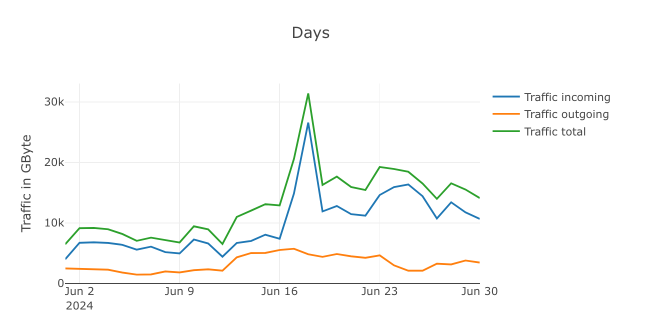 Days
Traffic in GByte
30k
20k
10k
0
Jun 2
2024
Jun 9
Jun 16
Jun 23
Jun 30
Traffic incoming
Traffic outgoing
Traffic total